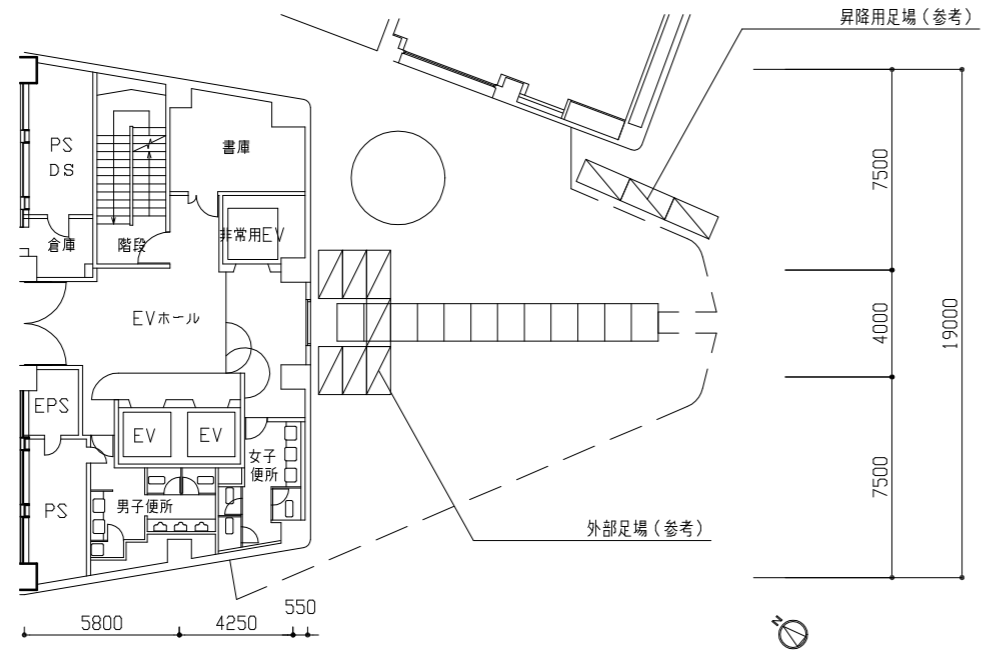 昇降用足場(参考)
PS
DS
書庫
7500
倉庫
階段
非常用EV
EVホール
4000
19000
EPS
EV
EV
女子
便所
7500
PS
男子便所
外部足場(参考)
5800
4250
550
N